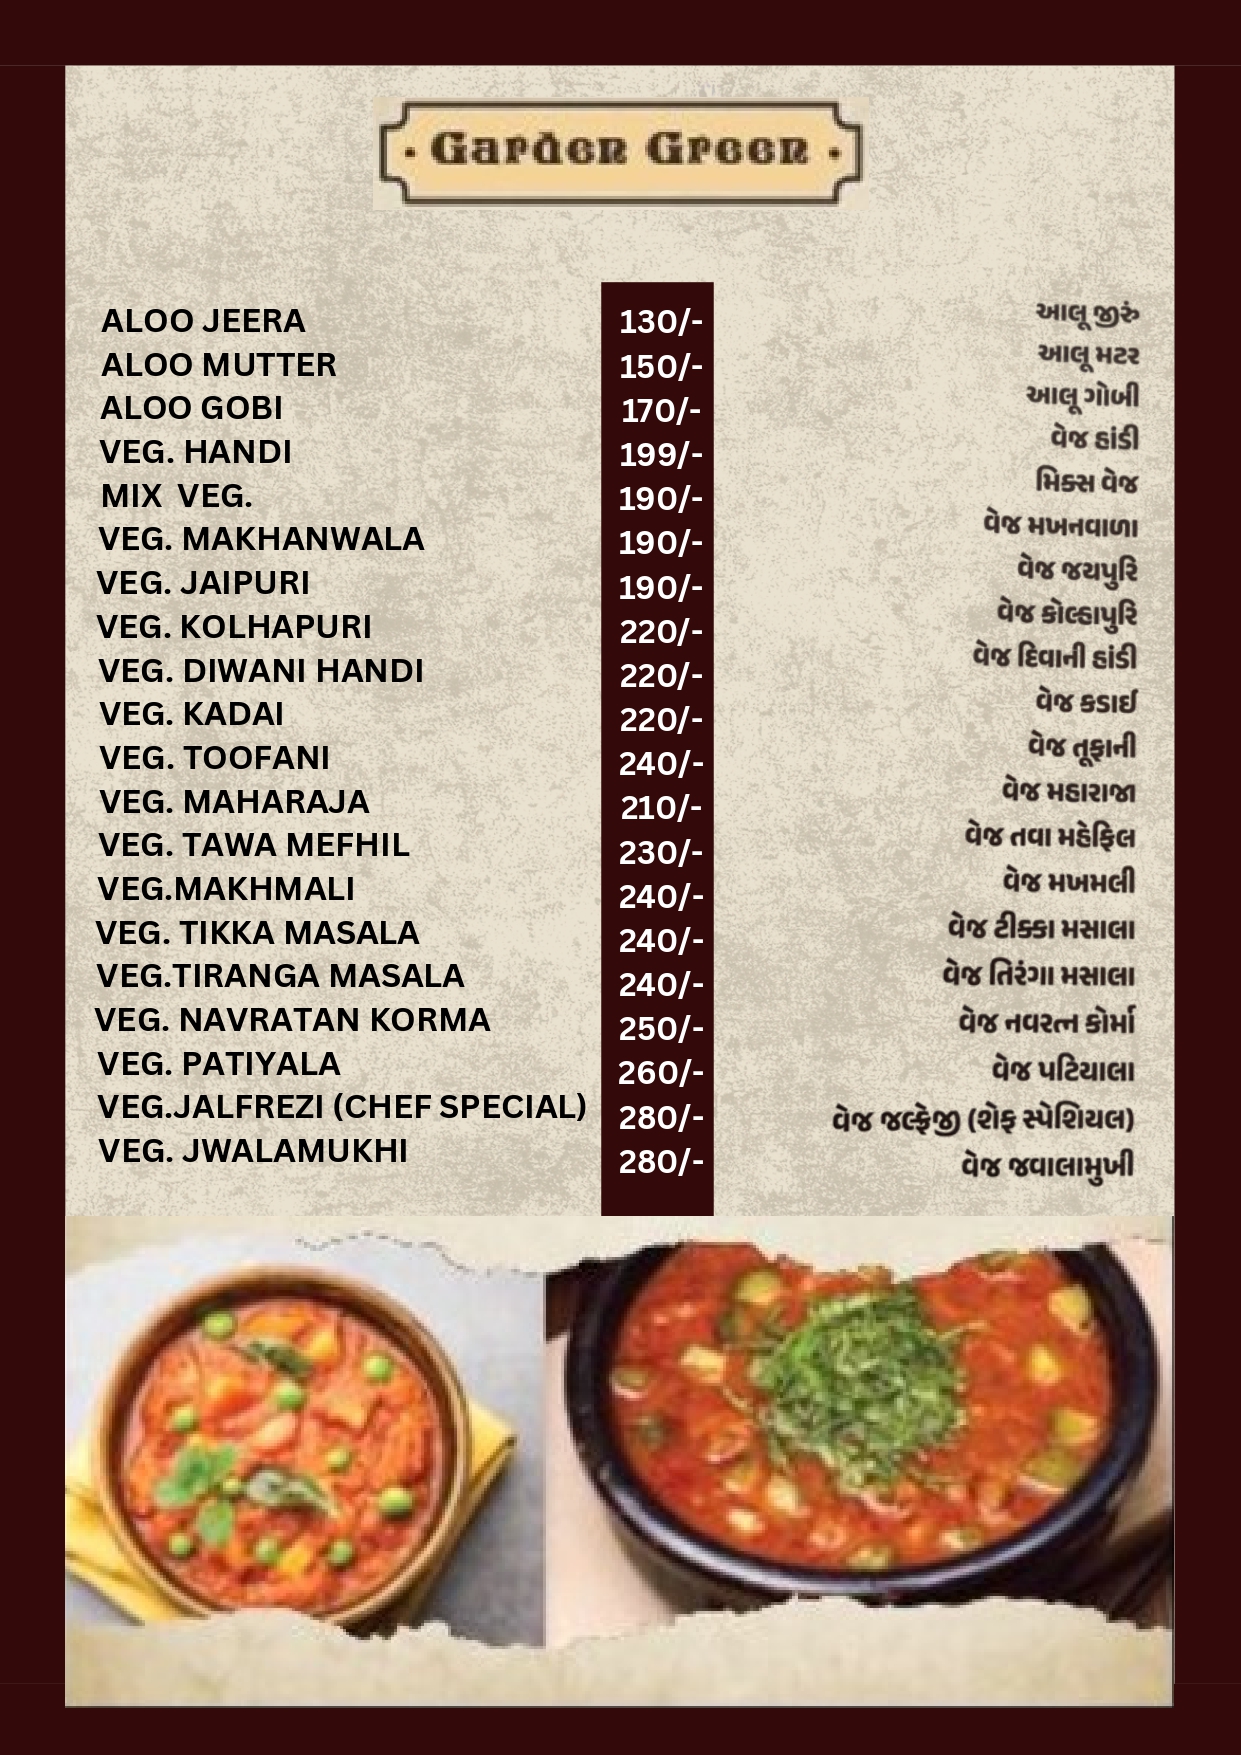 Garden Green
ALOO JEERA 130/- આલૂ જીરું
ALOO MUTTER 150/- આલૂ મટર
ALOO GOBI 170/- આલૂ ગોબી
VEG. HANDI 199/- વેજ હાંડી
MIX VEG. 190/- મિક્સ વેજ
VEG. MAKHANWALA 190/- વેજ મખનવાળા
VEG. JAIPURI 190/- વેજ જયપુરિ
VEG. KOLHAPURI 220/- વેજ કોલ્હાપુરિ
VEG. DIWANI HANDI 220/- વેજ દિવાની હાંડી
VEG. KADAI 220/- વેજ કડાઈ
VEG. TOOFANI 240/- વેજ તૂફાની
VEG. MAHARAJA 210/- વેજ મહારાજા
VEG. TAWA MEFHIL 230/- વેજ તવા મહેફિલ
VEG.MAKHMALI 240/- વેજ મખમલી
VEG. TIKKA MASALA 240/- વેજ ટીક્કા મસાલા
VEG.TIRANGA MASALA 240/- વેજ તિરંગા મસાલા
VEG. NAVRATAN KORMA 250/- વેજ નવરત્ન કોર્મા
VEG. PATIYALA 260/- વેજ પટિયાલા
VEG.JALFREZI (CHEF SPECIAL) 280/- વેજ જલ્ફ્રેજી (શેફ સ્પેશિયલ)
VEG. JWALAMUKHI 280/- વેજ જવાલામુખી